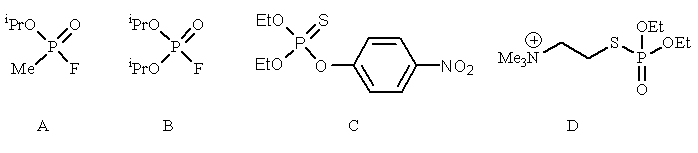 ⁱPrO O
P
Me F
A
ⁱPrO O
P
ⁱPrO F
B
EtO S
P
EtO O
NO₂
C
Me₃N⊕
S
P
OEt
OEt
O
D